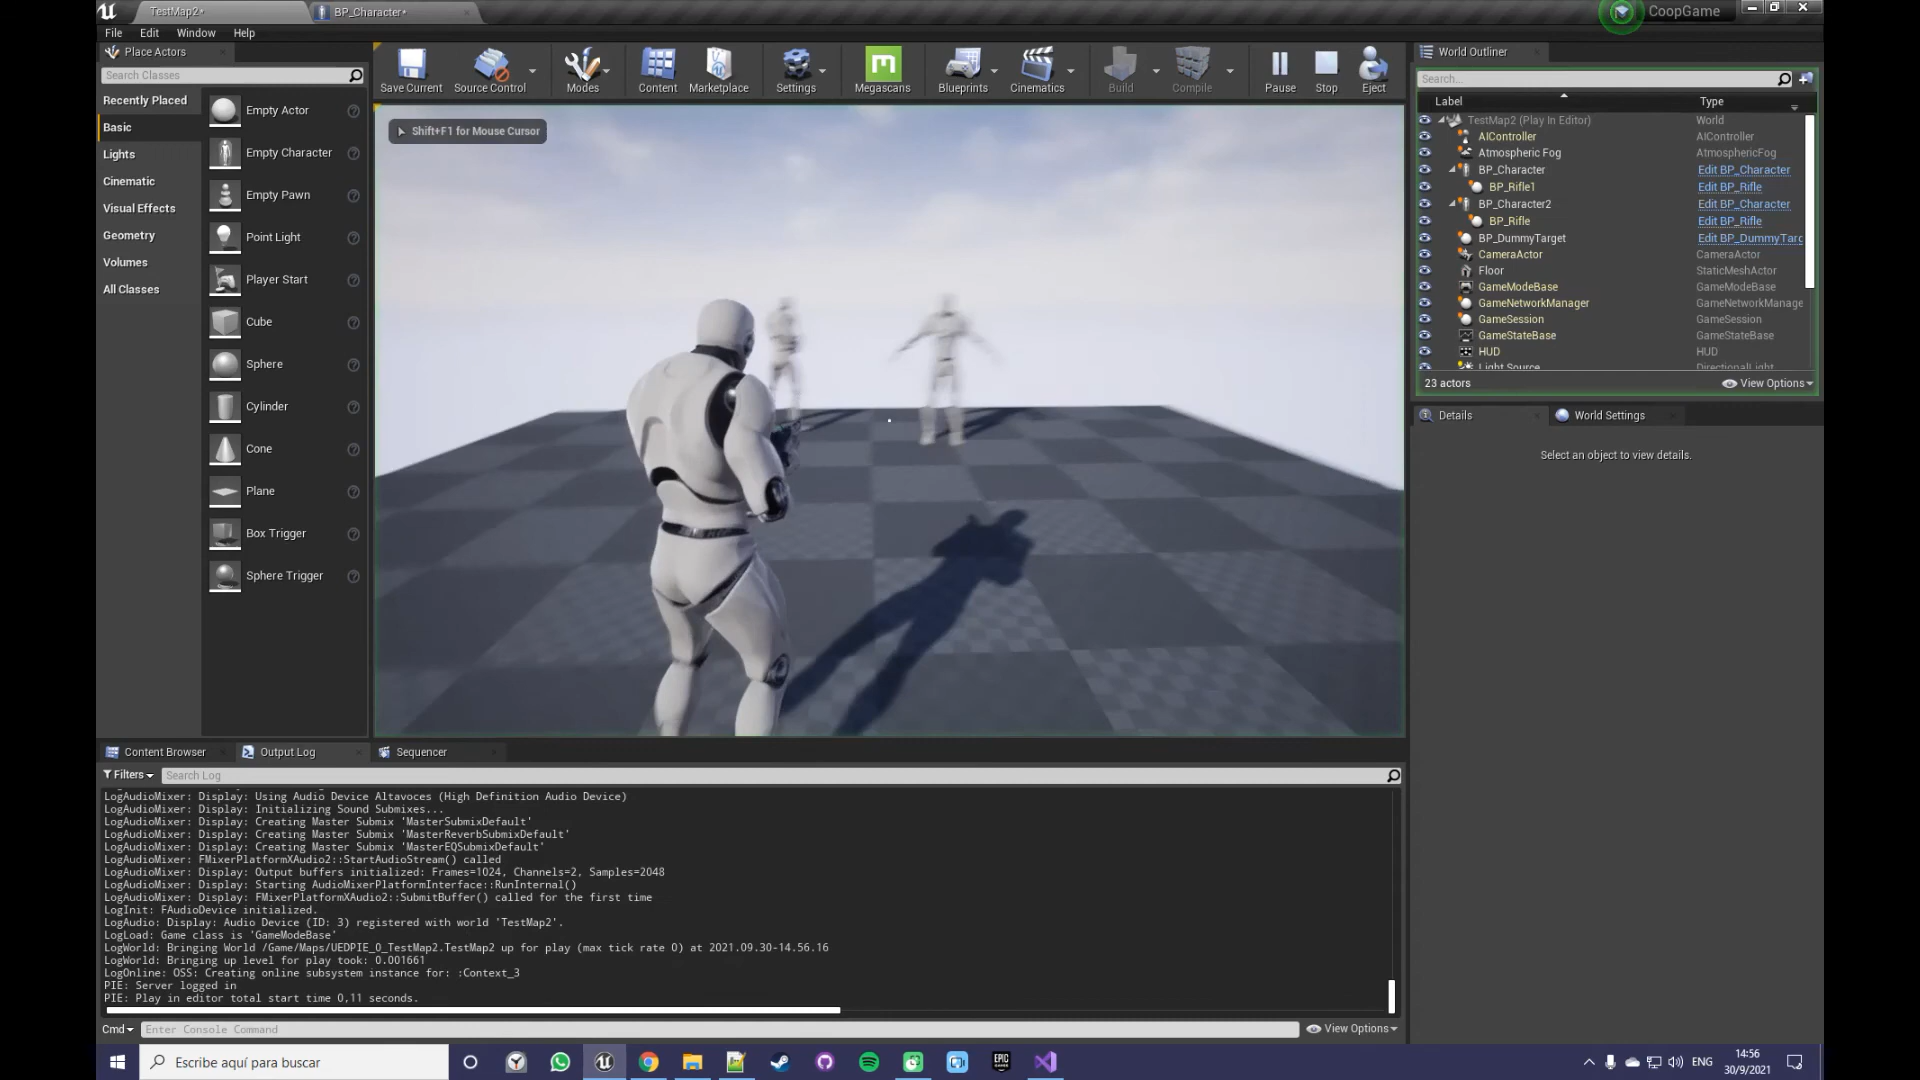 TestMap2*
BP_Character*
CoopGame
File Edit Window Help
Place Actors
Search Classes
Recently Placed
Basic
Lights
Cinematic
Visual Effects
Geometry
Volumes
All Classes
Empty Actor
Empty Character
Empty Pawn
Point Light
Player Start
Cube
Sphere
Cylinder
Cone
Plane
Box Trigger
Sphere Trigger
Save Current
Source Control
Modes
Content
Marketplace
Settings
Megascans
Blueprints
Cinematics
Build
Compile
Pause
Stop
Eject
Shift+F1 for Mouse Cursor
World Outliner
Search...
Label Type
TestMap2 (Play In Editor) World
AIController AIController
Atmospheric Fog AtmosphericFog
BP_Character Edit BP_Character
BP_Rifle1 Edit BP_Rifle
BP_Character2 Edit BP_Character
BP_Rifle Edit BP_Rifle
BP_DummyTarget Edit BP_DummyTarc
CameraActor CameraActor
Floor StaticMeshActor
GameModeBase GameModeBase
GameNetworkManager GameNetworkManage
GameSession GameSession
GameStateBase GameStateBase
HUD HUD
Light Source DirectionalLight
23 actors View Options
Details
World Settings
Select an object to view details.
Content Browser
Output Log
Sequencer
Filters
Search Log
LogAudioMixer: Display: Using Audio Device Altavoces (High Definition Audio Device)
LogAudioMixer: Display: Initializing Sound Submixes...
LogAudioMixer: Display: Creating Master Submix 'MasterSubmixDefault'
LogAudioMixer: Display: Creating Master Submix 'MasterReverbSubmixDefault'
LogAudioMixer: Display: Creating Master Submix 'MasterEQSubmixDefault'
LogAudioMixer: FMixerPlatformXAudio2::StartAudioStream() called
LogAudioMixer: Display: Output buffers initialized: Frames=1024, Channels=2, Samples=2048
LogAudioMixer: Display: Starting AudioMixerPlatformInterface::RunInternal()
LogAudioMixer: Display: FMixerPlatformXAudio2::SubmitBuffer() called for the first time
LogInit: FAudioDevice initialized.
LogAudio: Display: Audio Device (ID: 3) registered with world 'TestMap2'.
LogLoad: Game class is 'GameModeBase'
LogWorld: Bringing World /Game/Maps/UEDPIE_0_TestMap2.TestMap2 up for play (max tick rate 0) at 2021.09.30-14.56.16
LogWorld: Bringing up level for play took: 0.001661
LogOnline: OSS: Creating online subsystem instance for: :Context_3
PIE: Server logged in
PIE: Play in editor total start time 0,11 seconds.
Cmd
Enter Console Command
View Options
Escribe aquí para buscar
EPIC GAMES
ENG
14:56
30/9/2021